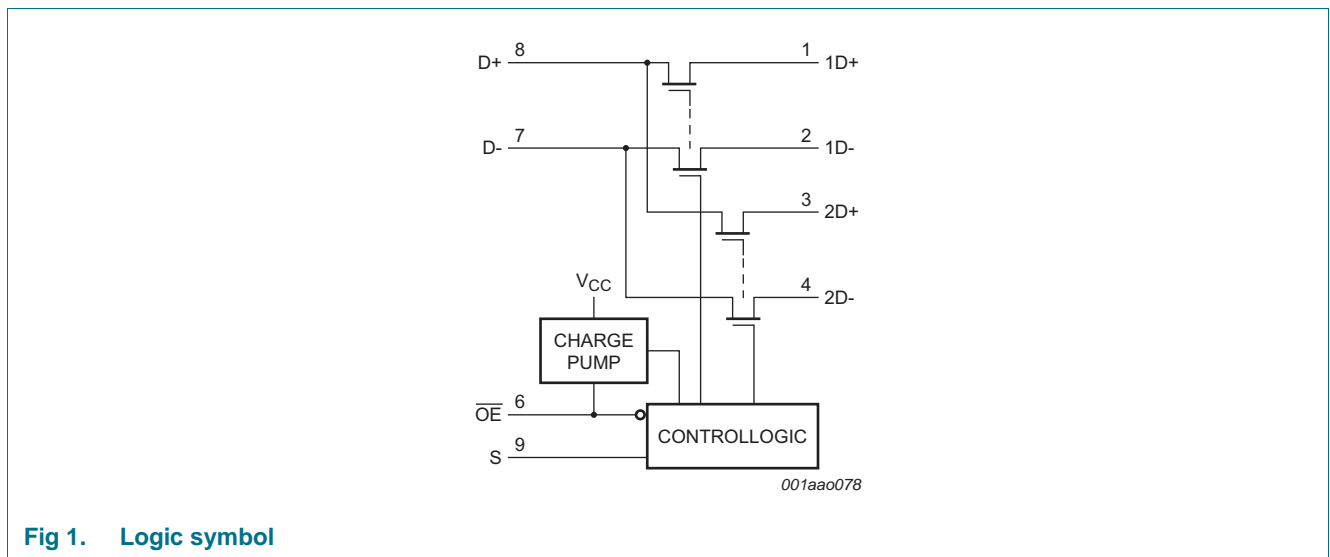 D+ 8 1 1D+
D- 7 2 1D-
3 2D+
4 2D-
VCC
CHARGE
PUMP
OE 6
CONTROLLOGIC
S 9
001aao078
Fig 1. Logic symbol